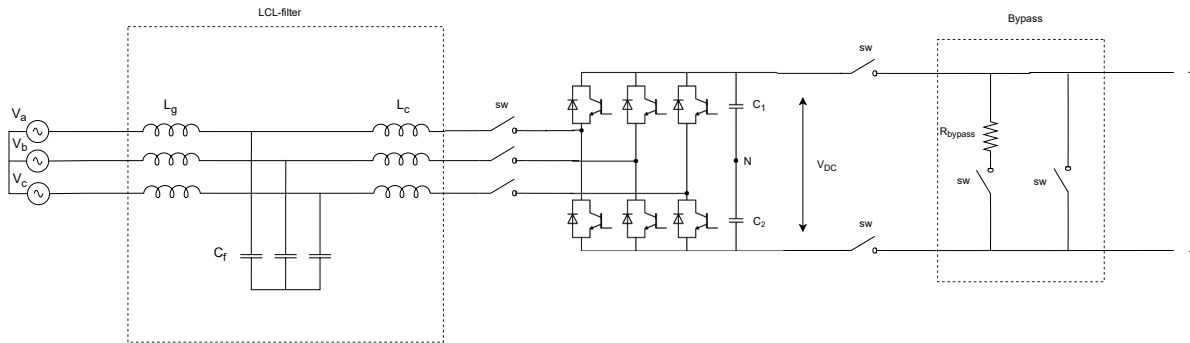 LCL-filter
Bypass
V_a
L_g
L_c
sw
C_1
sw
V_b
R_bypass
N
V_DC
V_c
sw
sw
C_2
C_f
sw